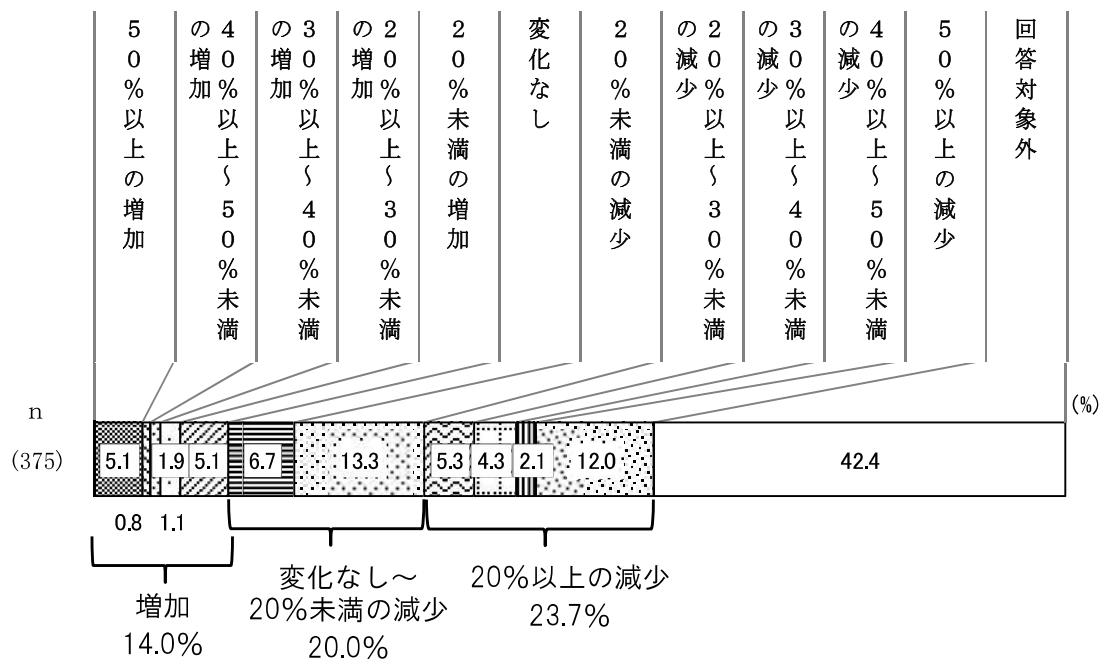 50%以上の増加
40%以上～50%未満
の増加
30%以上～40%未満
の増加
20%以上～30%未満
の増加
20%未満の増加
変化なし
20%未満の減少
20%以上～30%未満
の減少
30%以上～40%未満
の減少
40%以上～50%未満
の減少
50%以上の減少
回答対象外
n
(%)
(375)
5.1
1.9
5.1
6.7
13.3
5.3
4.3
2.1
12.0
42.4
0.8
1.1
増加
14.0%
変化なし～
20%未満の減少
20.0%
20%以上の減少
23.7%